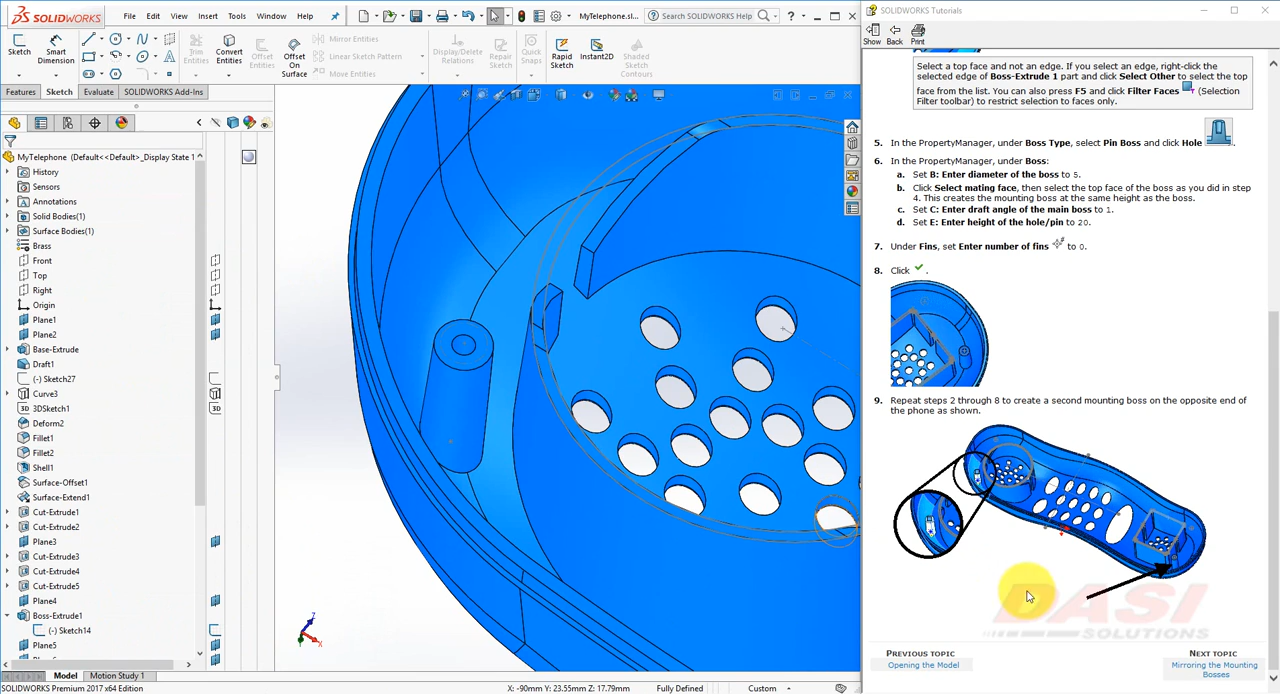 SOLIDWORKS File Edit View Insert Tools Window Help MyTelephone.sl... Search SOLIDWORKS Help
Sketch Smart Dimension Trim Entities Convert Entities Offset Entities Offset On Surface Mirror Entities Linear Sketch Pattern Move Entities Display/Delete Relations Repair Sketch Quick Snaps Rapid Sketch Instant2D Shaded Sketch Contours
Features Sketch Evaluate SOLIDWORKS Add-Ins
MyTelephone (Default<<Default>_Display State 1
History
Sensors
Annotations
Solid Bodies(1)
Surface Bodies(1)
Brass
Front
Top
Right
Origin
Plane1
Plane2
Base-Extrude
Draft1
(-) Sketch27
Curve3
3DSketch1
Deform2
Fillet1
Fillet2
Shell1
Surface-Offset1
Surface-Extend1
Cut-Extrude1
Cut-Extrude2
Plane3
Cut-Extrude3
Cut-Extrude4
Cut-Extrude5
Plane4
Boss-Extrude1
(-) Sketch14
Plane5
Model Motion Study 1
SOLIDWORKS Premium 2017 x64 Edition X: -90mm Y: 23.55mm Z: 17.79mm Fully Defined Custom
SOLIDWORKS Tutorials
Show Back Print
Select a top face and not an edge. If you select an edge, right-click the
selected edge of Boss-Extrude 1 part and click Select Other to select the top
face from the list. You can also press F5 and click Filter Faces (Selection
Filter toolbar) to restrict selection to faces only.
5. In the PropertyManager, under Boss Type, select Pin Boss and click Hole .
6. In the PropertyManager, under Boss:
a. Set B: Enter diameter of the boss to 5.
b. Click Select mating face, then select the top face of the boss as you did in step
4. This creates the mounting boss at the same height as the boss.
c. Set C: Enter draft angle of the main boss to 1.
d. Set E: Enter height of the hole/pin to 20.
7. Under Fins, set Enter number of fins to 0.
8. Click .
9. Repeat steps 2 through 8 to create a second mounting boss on the opposite end of
the phone as shown.
DASI
SOLUTIONS
PREVIOUS TOPIC
Opening the Model
NEXT TOPIC
Mirroring the Mounting
Bosses